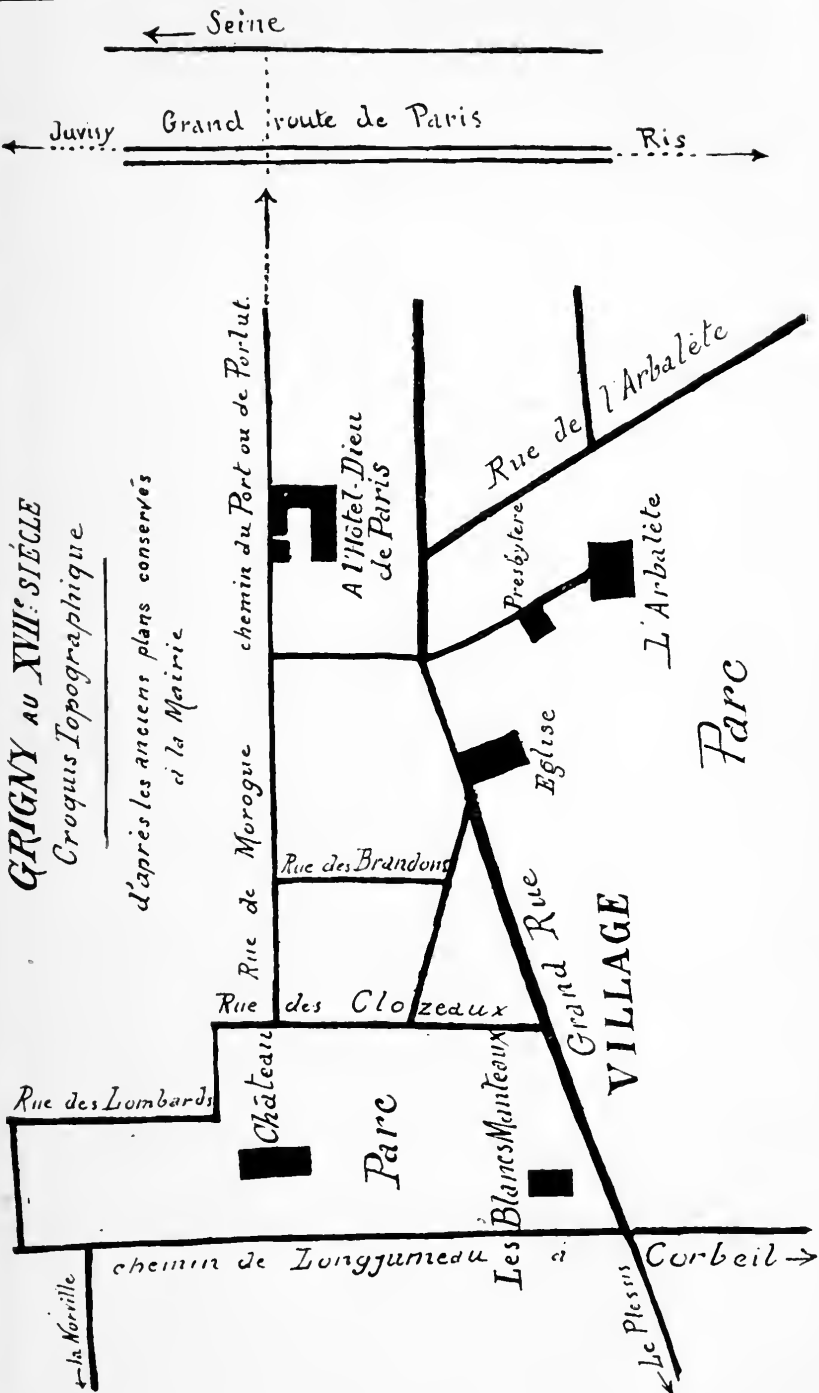 GRIGNY AU XVIIe. SIÈCLE
Croquis Topographique
d'après les anciens plans conservés
à la Mairie
← Seine
Grand route de Paris
Juvisy
Ris
chemin du Port ou de Porlut.
Rue de Morogue
A l'Hôtel-Dieu
de Paris
Rue de l'Arbalète
Presbytere
L'Arbalète
Parc
Eglise
Rue des Brandons
Grand Rue
VILLAGE
Rue des Clozeaux
Rue des Lombards
Château
Parc
Les Blancs Manteaux
chemin de Longjumeau à Corbeil →
← la Norville
← Le Plessis